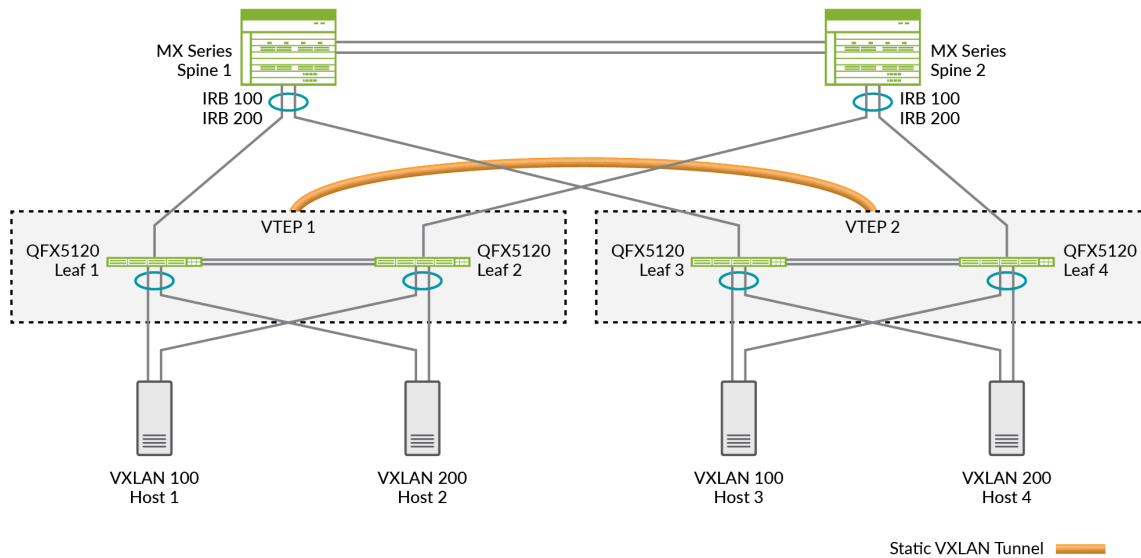 MX Series
Spine 1
MX Series
Spine 2
IRB 100
IRB 200
IRB 100
IRB 200
VTEP 1
VTEP 2
QFX5120
Leaf 1
QFX5120
Leaf 2
QFX5120
Leaf 3
QFX5120
Leaf 4
VXLAN 100
Host 1
VXLAN 200
Host 2
VXLAN 100
Host 3
VXLAN 200
Host 4
Static VXLAN Tunnel